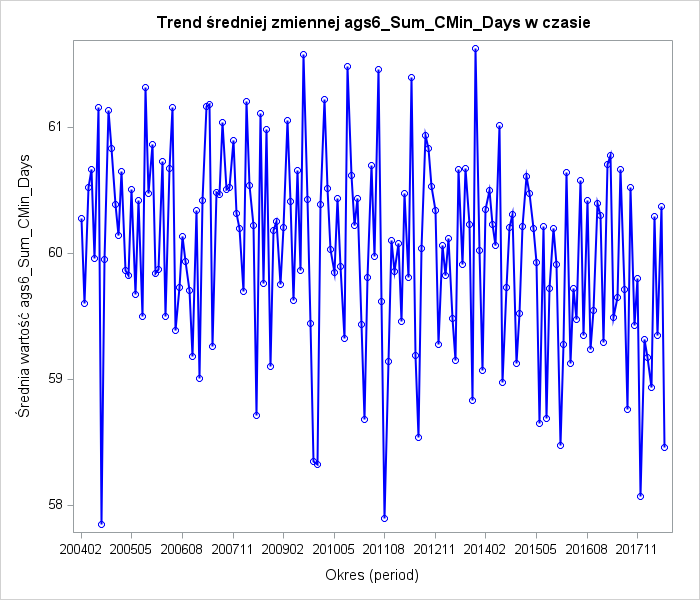 Trend średniej zmiennej ags6_Sum_CMin_Days w czasie
Średnia wartość ags6_Sum_CMin_Days
61
60
59
58
200402 200505 200608 200711 200902 201005 201108 201211 201402 201505 201608 201711
Okres (period)